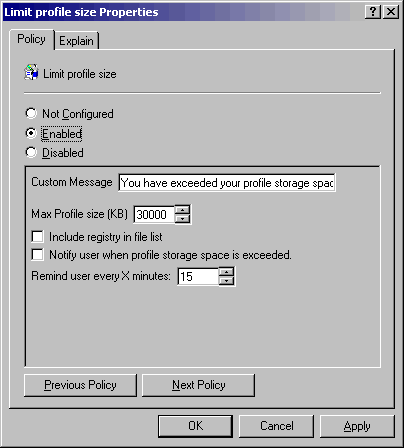 Limit profile size Properties
Policy Explain
Limit profile size
Not Configured
Enabled
Disabled
Custom Message You have exceeded your profile storage spac
Max Profile size (KB) 30000
Include registry in file list
Notify user when profile storage space is exceeded.
Remind user every X minutes: 15
Previous Policy Next Policy
OK Cancel Apply